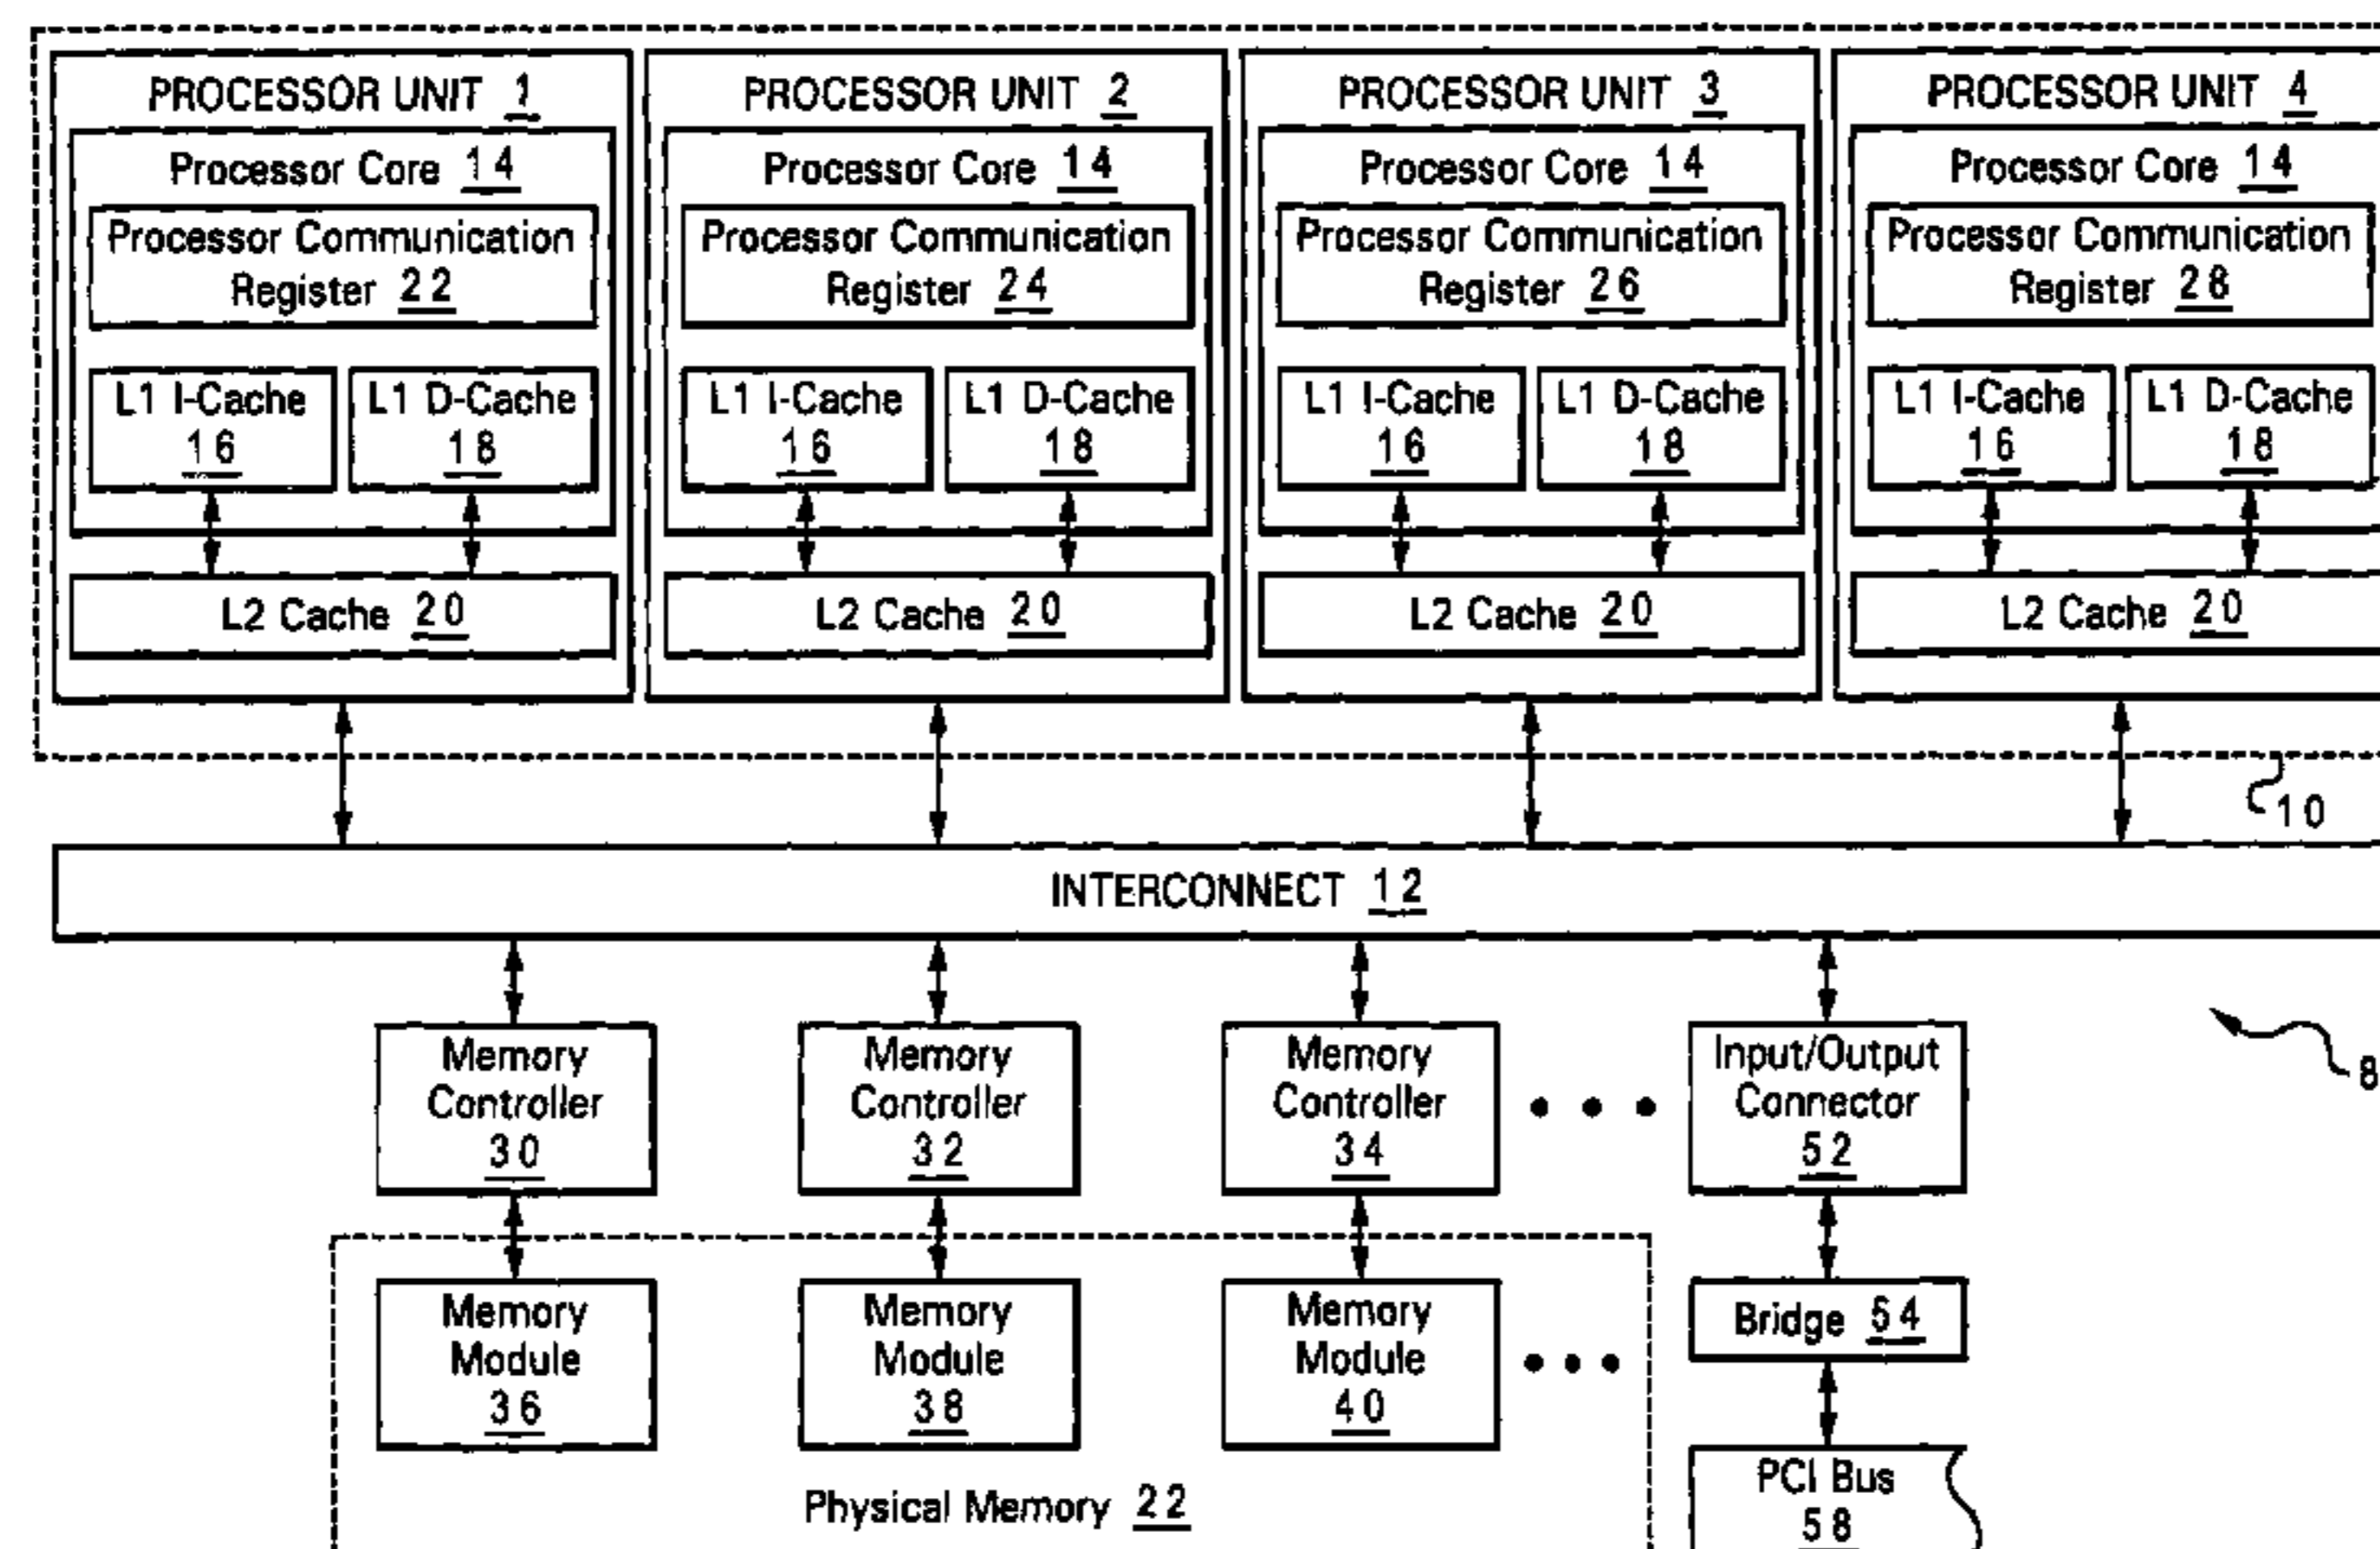 PROCESSOR UNIT 1
Processor Core 14
Processor Communication
Register 22
L1 I-Cache
16
L1 D-Cache
18
L2 Cache 20
PROCESSOR UNIT 2
Processor Core 14
Processor Communication
Register 24
L1 I-Cache
16
L1 D-Cache
18
L2 Cache 20
PROCESSOR UNIT 3
Processor Core 14
Processor Communication
Register 26
L1 I-Cache
16
L1 D-Cache
18
L2 Cache 20
PROCESSOR UNIT 4
Processor Core 14
Processor Communication
Register 28
L1 I-Cache
16
L1 D-Cache
18
L2 Cache 20
10
INTERCONNECT 12
Memory
Controller
30
Memory
Controller
32
Memory
Controller
34
• • •
Input/Output
Connector
52
8
Memory
Module
36
Memory
Module
38
Memory
Module
40
• • •
Bridge 54
Physical Memory 22
PCI Bus
58